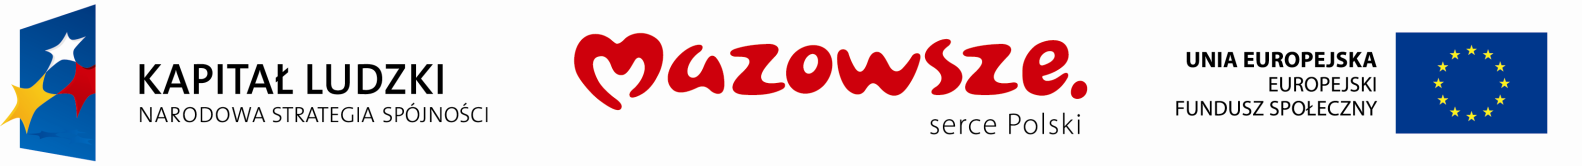 KAPITAŁ LUDZKI
NARODOWA STRATEGIA SPÓJNOŚCI
Mazowsze.
serce Polski
UNIA EUROPEJSKA
EUROPEJSKI
FUNDUSZ SPOŁECZNY